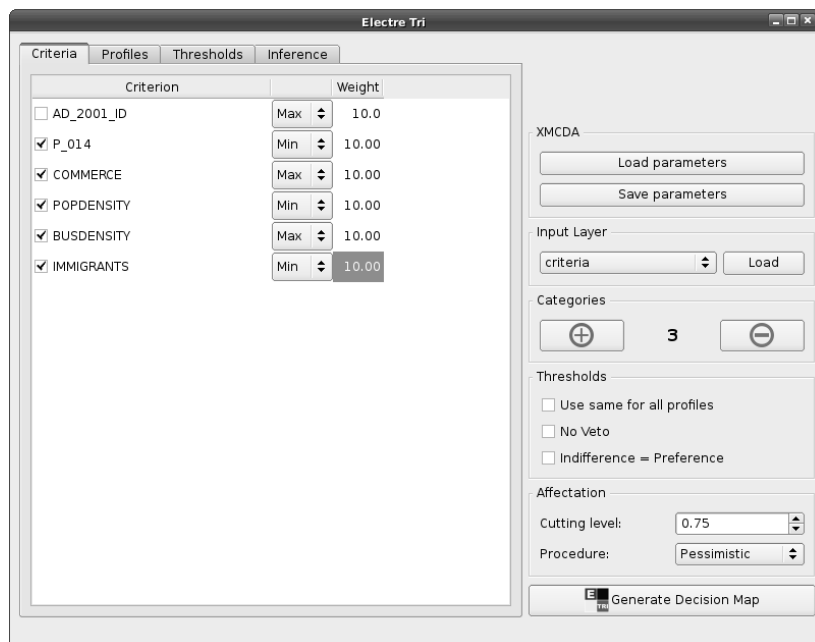 Electre Tri
Criteria Profiles Thresholds Inference
Criterion Weight
AD_2001_ID Max 10.0
P_014 Min 10.00
COMMERCE Max 10.00
POPDENSITY Min 10.00
BUSDENSITY Max 10.00
IMMIGRANTS Min 10.00
XMCDA
Load parameters
Save parameters
Input Layer
criteria Load
Categories
3
Thresholds
Use same for all profiles
No Veto
Indifference = Preference
Affectation
Cutting level: 0.75
Procedure: Pessimistic
E TRI Generate Decision Map